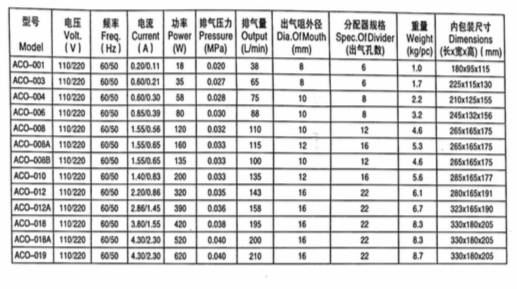 型号 电压 频率 电流 功率 排气压力 排气量 出气咀外径 分配器规格 重量 内包装尺寸
Model Volt. (V) Freq. (Hz) Current (A) Power (W) Pressure (MPa) Output (L/min) Dia.Of Mouth (mm) Spec.Of Divider (出气孔数) Weight (kg/pc) Dimensions (长x宽x高)(mm)
ACO-001 110/220 60/50 0.20/0.11 18 0.020 38 8 6 1.0 180x95x115
ACO-002 110/220 60/50 0.60/0.21 35 0.027 65 8 6 1.7 225x115x130
ACO-004 110/220 60/50 0.60/0.30 58 0.028 75 10 8 2.2 210x125x155
ACO-006 110/220 60/50 0.85/0.39 80 0.030 88 10 8 3.2 245x132x156
ACO-008 110/220 60/50 1.55/0.56 120 0.032 110 10 12 4.6 265x165x175
ACO-008A 110/220 60/50 1.55/0.65 160 0.033 115 12 16 5.3 265x165x175
ACO-008B 110/220 60/50 1.55/0.65 135 0.033 100 10 12 4.6 265x165x175
ACO-010 110/220 60/50 1.40/0.83 200 0.033 135 12 16 5.6 285x165x177
ACO-012 110/220 60/50 2.20/0.86 320 0.035 143 16 22 6.1 280x165x191
ACO-012A 110/220 60/50 2.86/1.45 390 0.036 158 16 22 6.7 323x165x190
ACO-018 110/220 60/50 3.80/1.55 420 0.038 195 16 22 8.3 330x180x205
ACO-018A 110/220 60/50 4.30/2.30 520 0.040 200 16 22 8.3 330x180x205
ACO-019 110/220 60/50 4.30/2.30 620 0.040 210 16 22 8.7 330x180x205